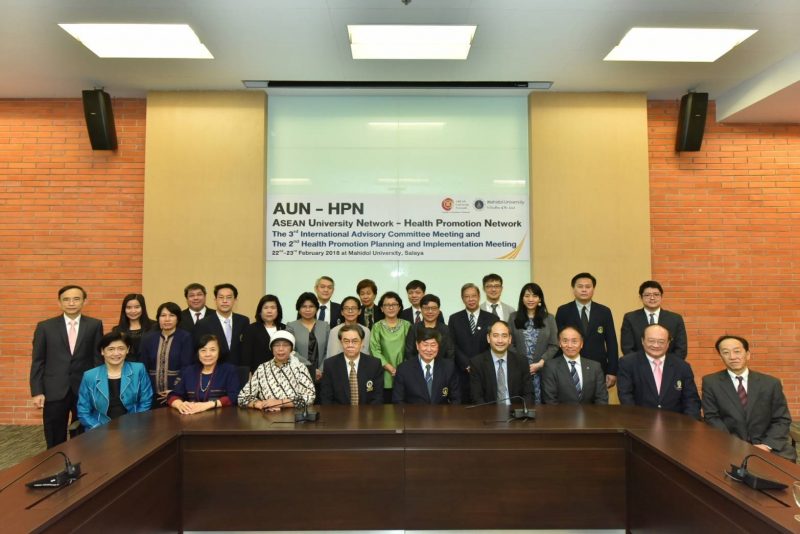 AUN – HPN
ASEAN University Network – Health Promotion Network
The 3rd International Advisory Committee Meeting and
The 2nd Health Promotion Planning and Implementation Meeting
22nd-23rd February 2018 at Mahidol University, Salaya
Mahidol University